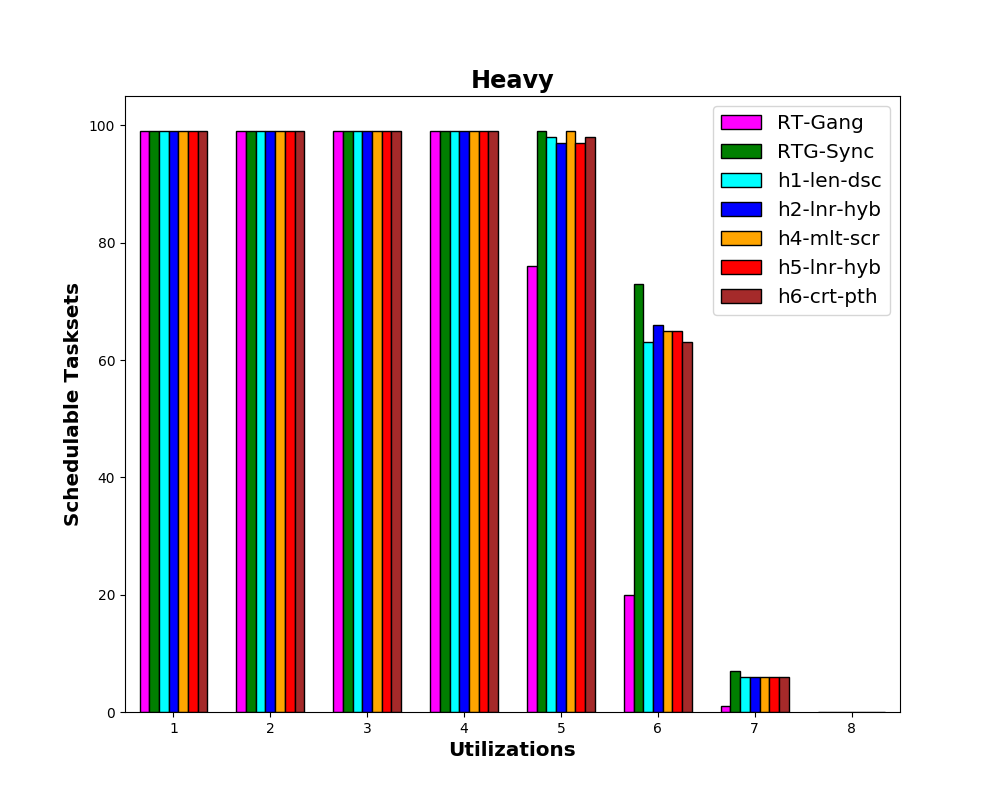 Heavy
100
80
60
40
20
0
Schedulable Tasksets
RT-Gang
RTG-Sync
h1-len-dsc
h2-lnr-hyb
h4-mlt-scr
h5-lnr-hyb
h6-crt-pth
1 2 3 4 5 6 7 8
Utilizations